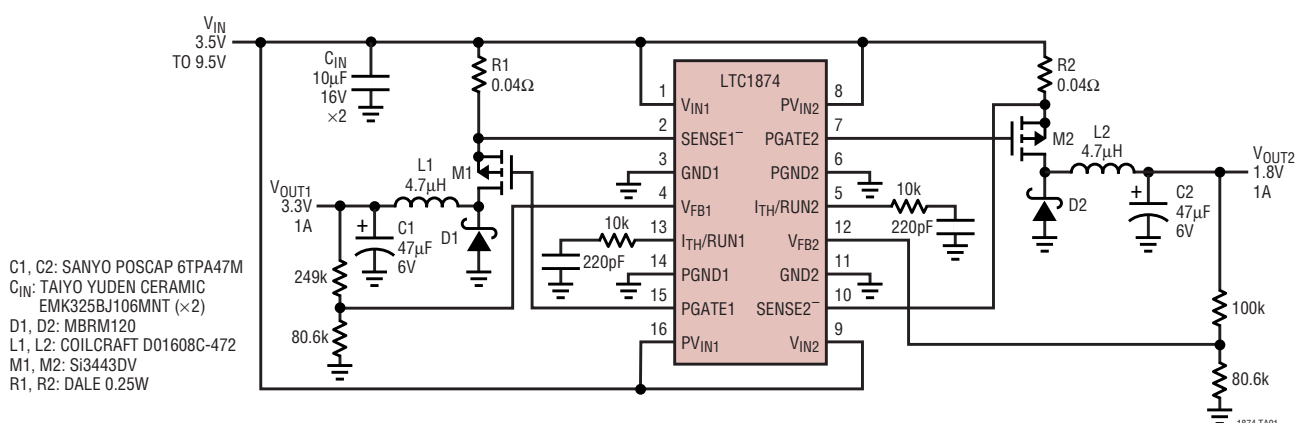 VIN
3.5V
TO 9.5V
CIN
10µF
16V
×2
R1
0.04Ω
LTC1874
R2
0.04Ω
1
VIN1
PVIN2
8
2
SENSE1–
PGATE2
7
3
GND1
PGND2
6
4
VFB1
ITH/RUN2
5
13
ITH/RUN1
VFB2
12
14
PGND1
GND2
11
15
PGATE1
SENSE2–
10
16
PVIN1
VIN2
9
M1
L1
4.7µH
VOUT1
3.3V
1A
+
C1
47µF
6V
D1
10k
220pF
249k
80.6k
M2
L2
4.7µH
VOUT2
1.8V
1A
+
C2
47µF
6V
D2
10k
220pF
100k
80.6k
C1, C2: SANYO POSCAP 6TPA47M
CIN: TAIYO YUDEN CERAMIC
EMK325BJ106MNT (×2)
D1, D2: MBRM120
L1, L2: COILCRAFT D01608C-472
M1, M2: Si3443DV
R1, R2: DALE 0.25W
1874 TA01